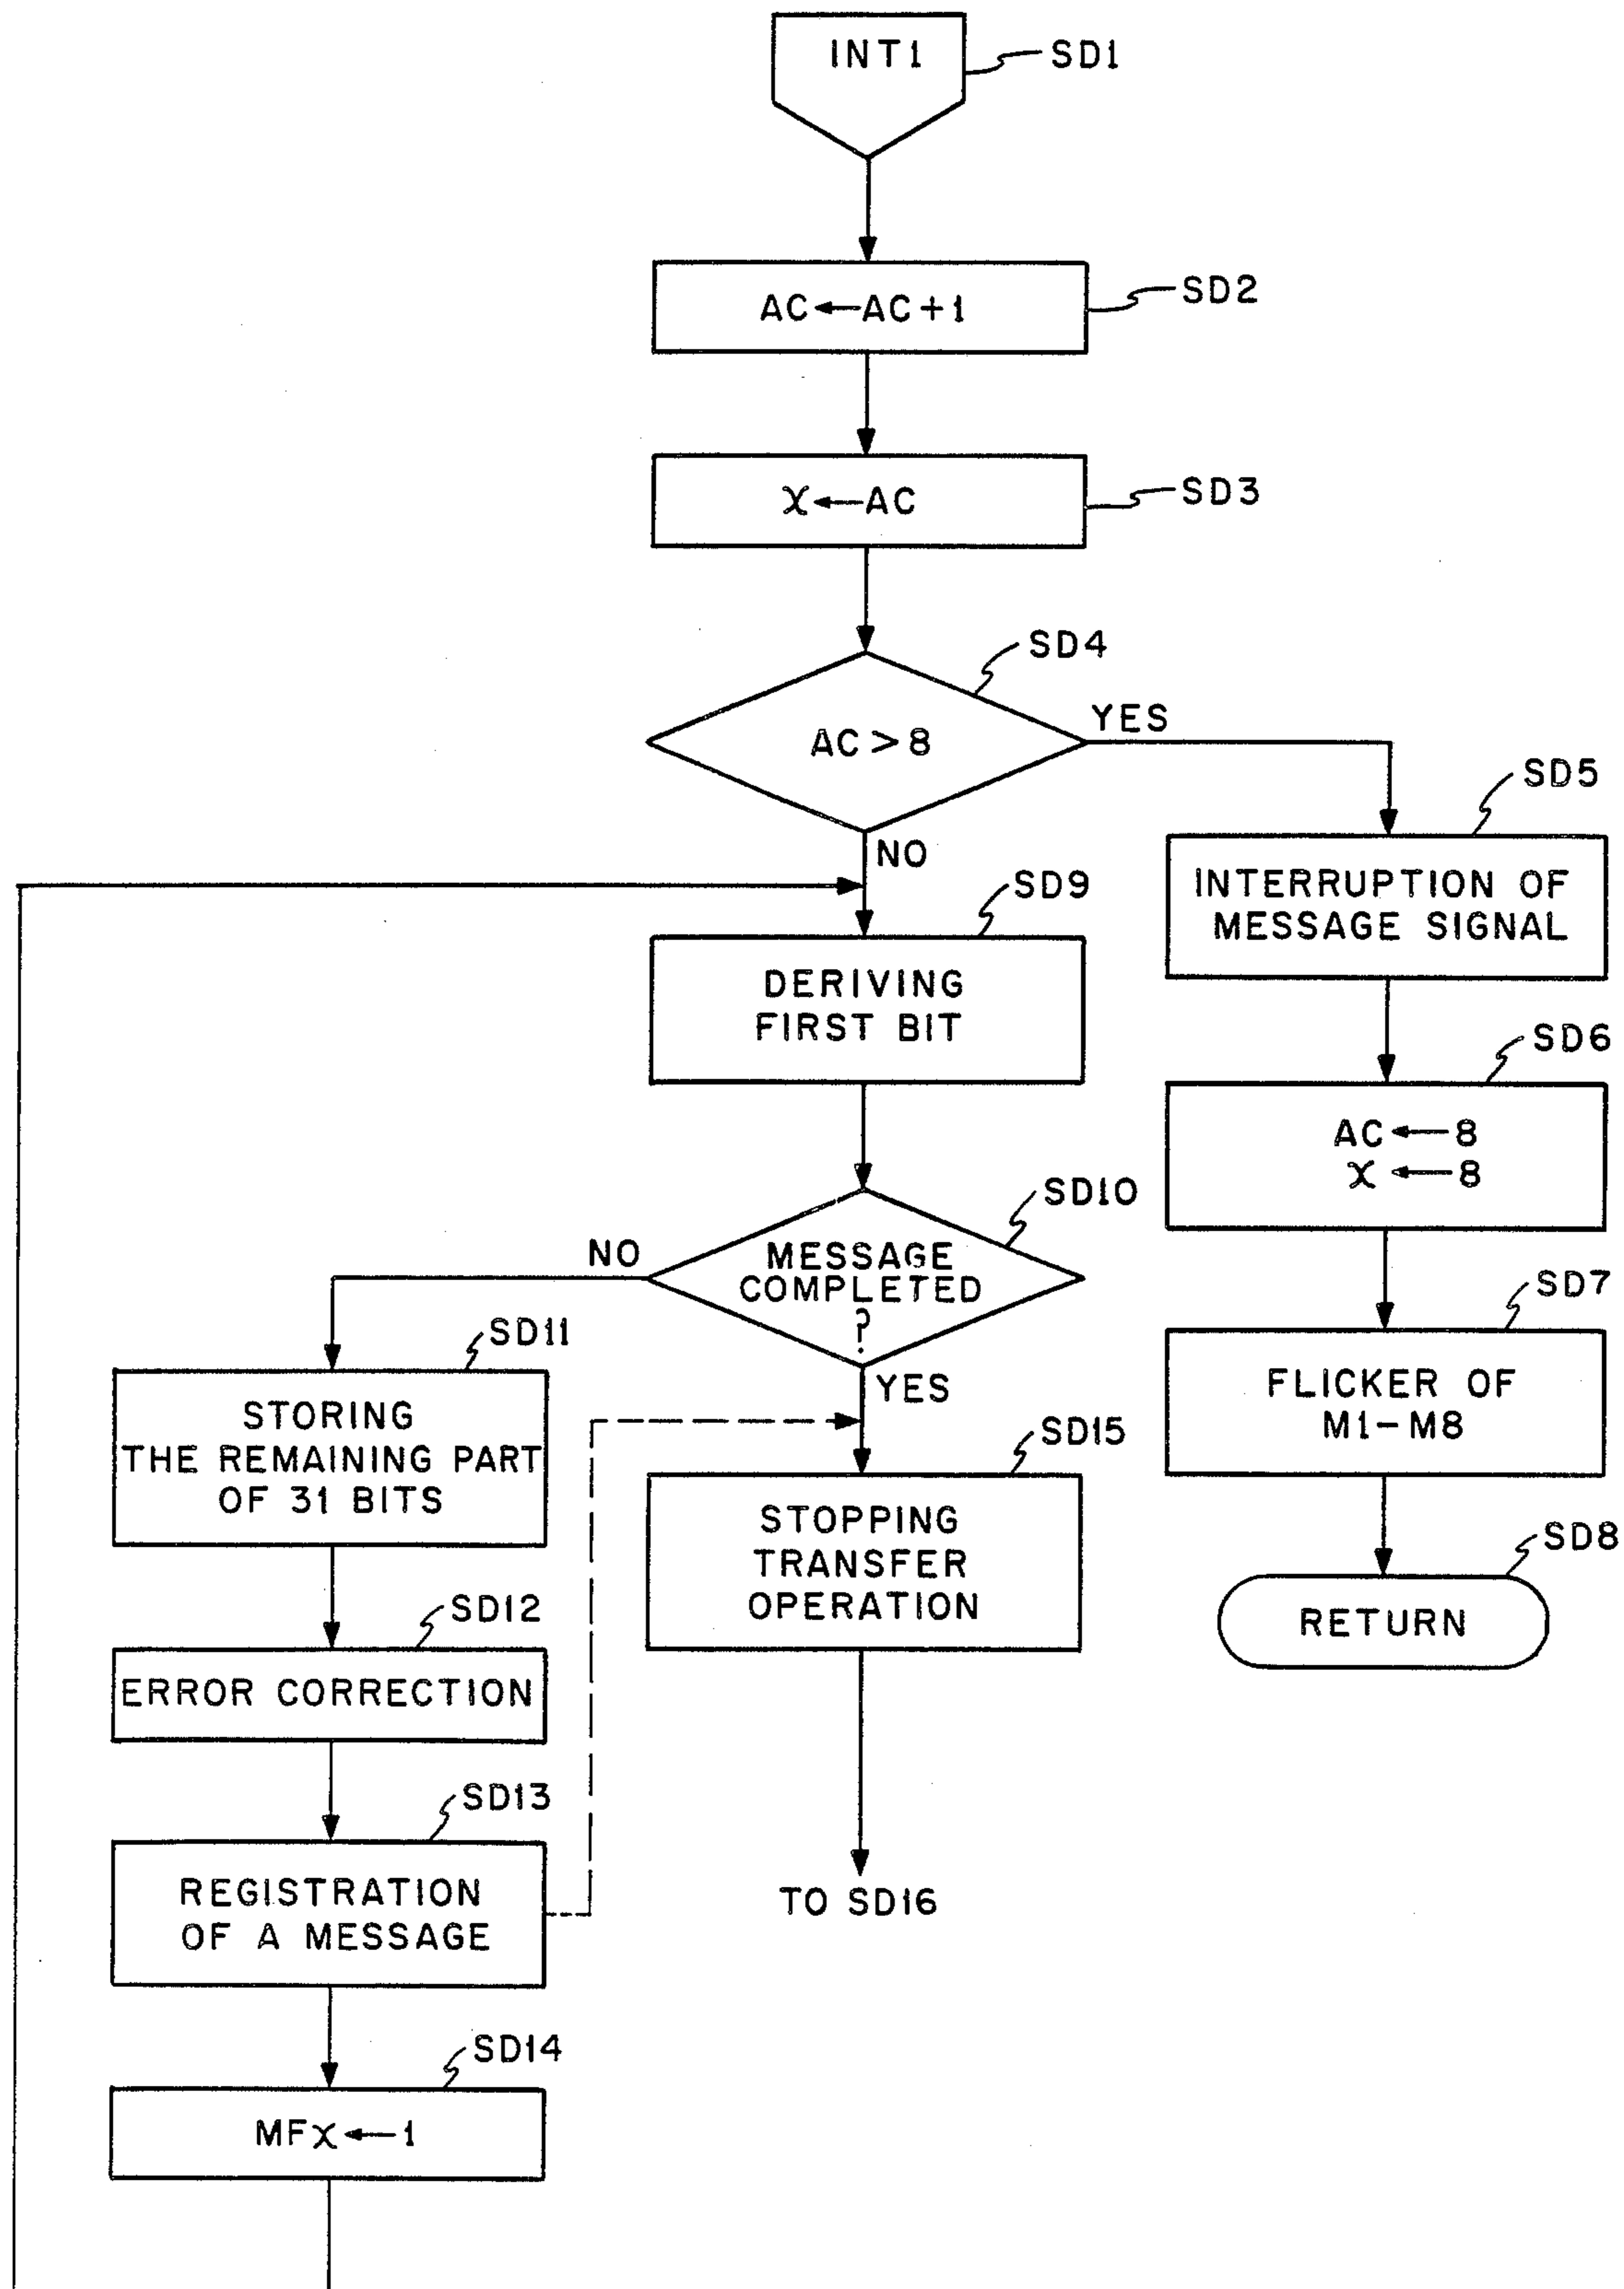 INT1
SD1
AC←AC+1
SD2
χ←AC
SD3
SD4
AC>8
YES
NO
SD5
INTERRUPTION OF
MESSAGE SIGNAL
SD9
DERIVING
FIRST BIT
SD6
AC←8
χ←8
SD10
MESSAGE
COMPLETED
?
NO
YES
SD7
FLICKER OF
M1-M8
SD11
STORING
THE REMAINING PART
OF 31 BITS
SD15
STOPPING
TRANSFER
OPERATION
SD8
RETURN
SD12
ERROR CORRECTION
SD13
REGISTRATION
OF A MESSAGE
TO SD16
SD14
MFχ←1